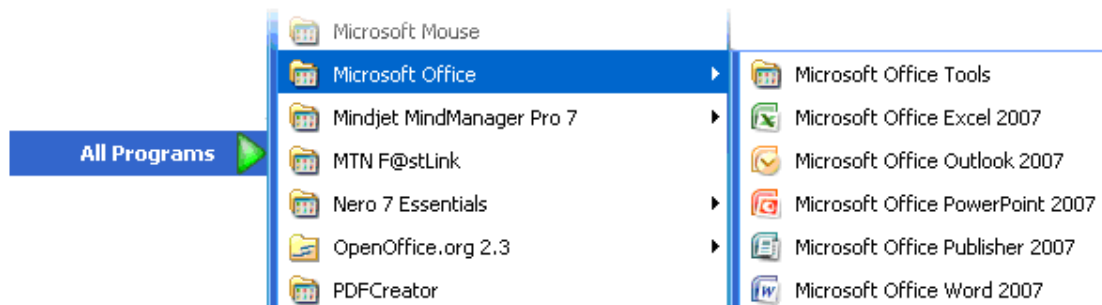 All Programs
Microsoft Mouse
Microsoft Office
Mindjet MindManager Pro 7
MTN F@stLink
Nero 7 Essentials
OpenOffice.org 2.3
PDFCreator
Microsoft Office Tools
Microsoft Office Excel 2007
Microsoft Office Outlook 2007
Microsoft Office PowerPoint 2007
Microsoft Office Publisher 2007
Microsoft Office Word 2007